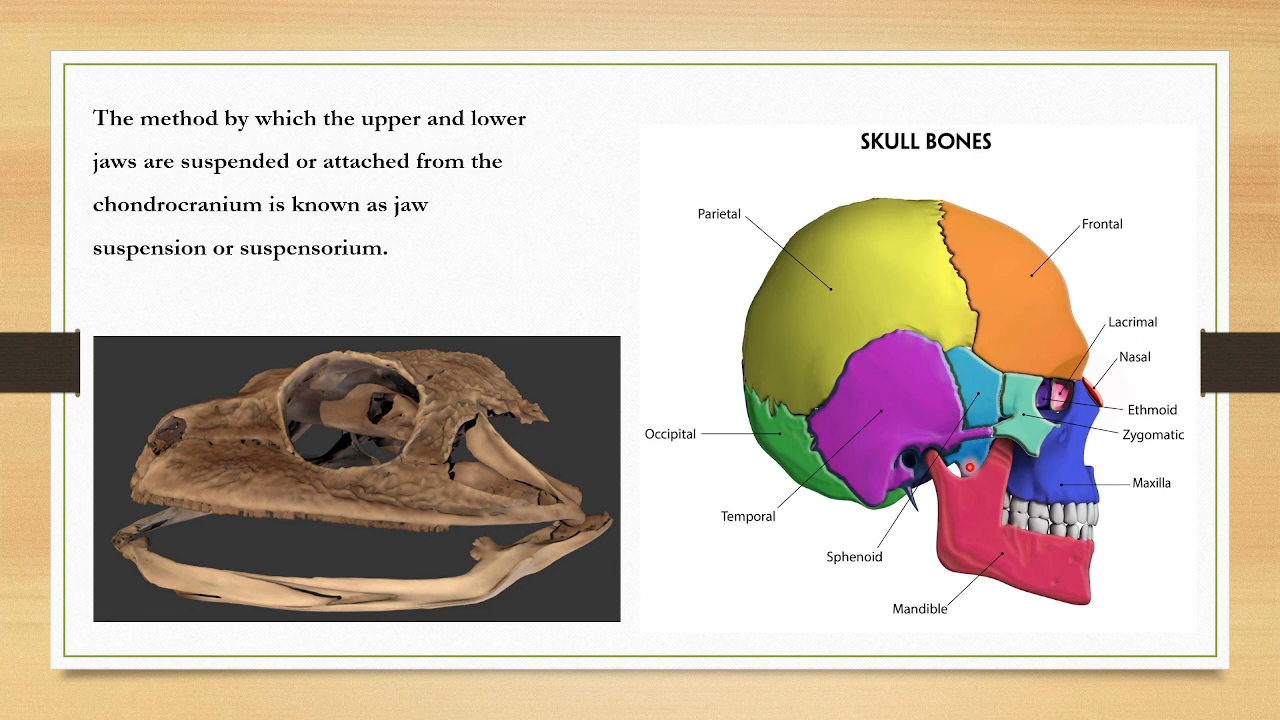 The method by which the upper and lower
jaws are suspended or attached from the
chondrocranium is known as jaw
suspension or suspensorium.
SKULL BONES
Parietal
Frontal
Lacrimal
Nasal
Ethmoid
Occipital
Zygomatic
Maxilla
Temporal
Sphenoid
Mandible